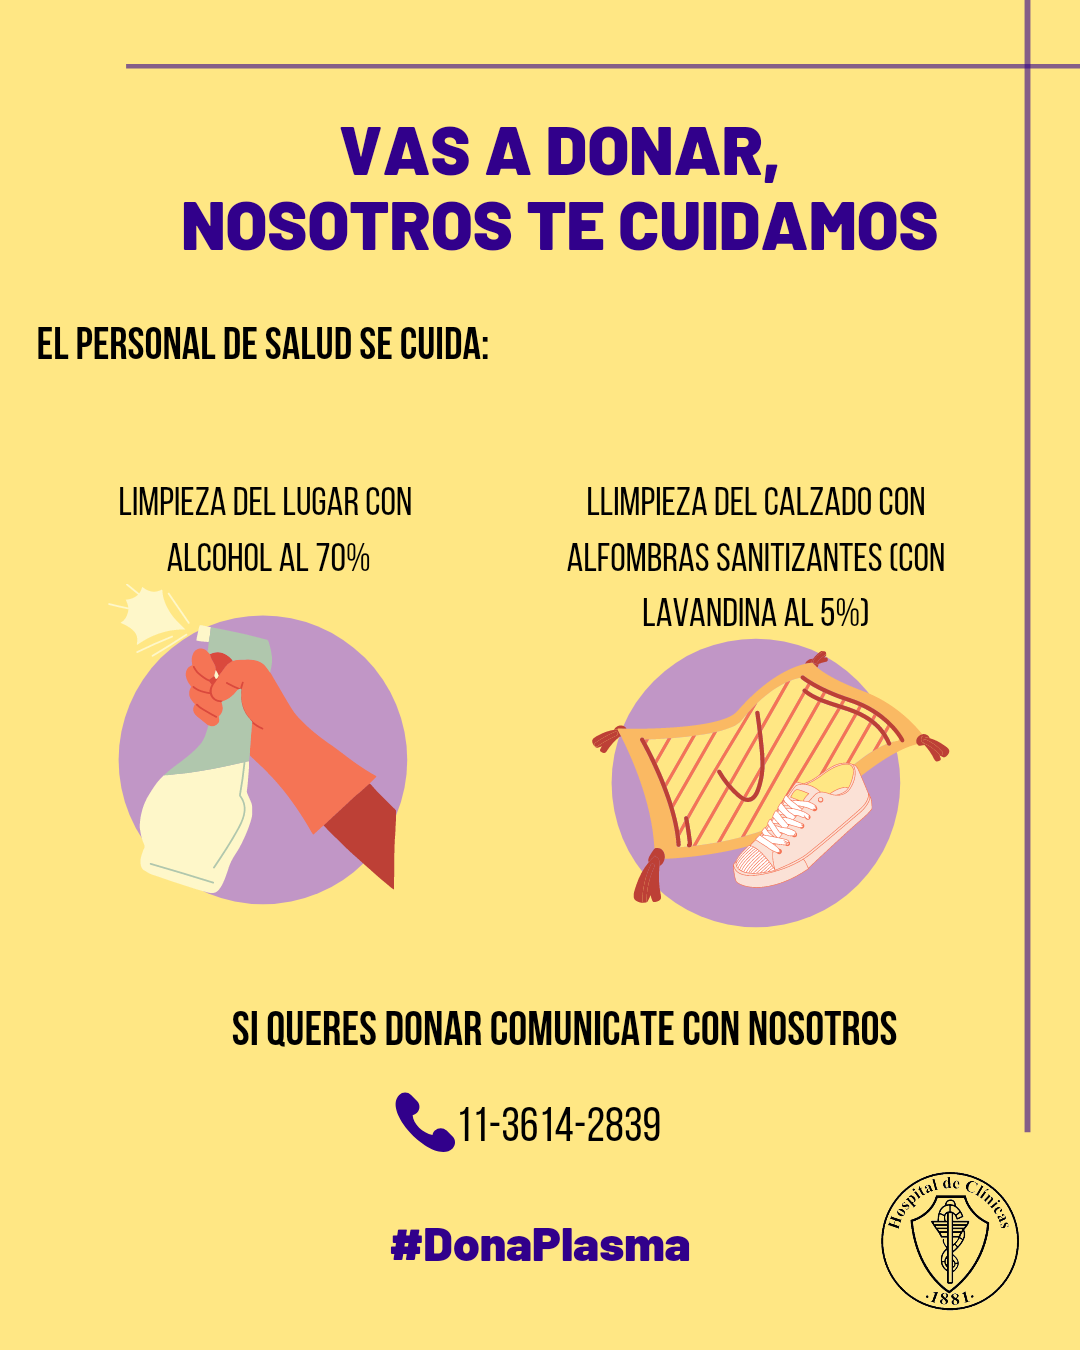 VAS A DONAR,
NOSOTROS TE CUIDAMOS
EL PERSONAL DE SALUD SE CUIDA:
LIMPIEZA DEL LUGAR CON
ALCOHOL AL 70%
LLIMPIEZA DEL CALZADO CON
ALFOMBRAS SANITIZANTES (CON
LAVANDINA AL 5%)
SI QUERES DONAR COMUNICATE CON NOSOTROS
11-3614-2839
#DonaPlasma
Hospital de Clínicas
·1881·